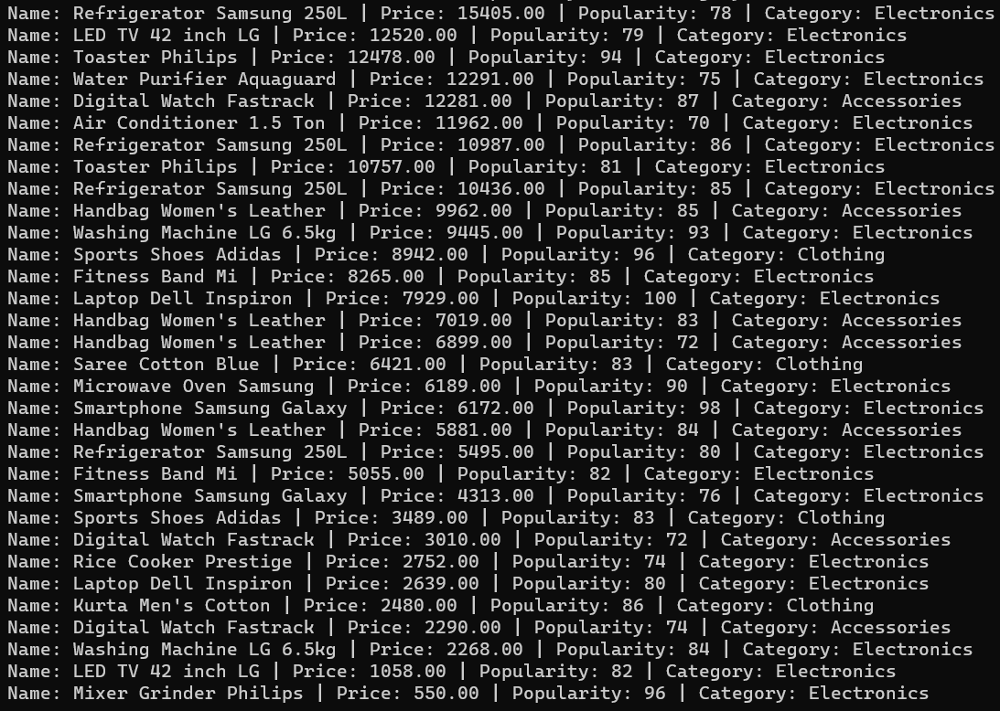 Name: Refrigerator Samsung 250L | Price: 15405.00 | Popularity: 78 | Category: Electronics
Name: LED TV 42 inch LG | Price: 12520.00 | Popularity: 79 | Category: Electronics
Name: Toaster Philips | Price: 12478.00 | Popularity: 94 | Category: Electronics
Name: Water Purifier Aquaguard | Price: 12291.00 | Popularity: 75 | Category: Electronics
Name: Digital Watch Fastrack | Price: 12281.00 | Popularity: 87 | Category: Accessories
Name: Air Conditioner 1.5 Ton | Price: 11962.00 | Popularity: 70 | Category: Electronics
Name: Refrigerator Samsung 250L | Price: 10987.00 | Popularity: 86 | Category: Electronics
Name: Toaster Philips | Price: 10757.00 | Popularity: 81 | Category: Electronics
Name: Refrigerator Samsung 250L | Price: 10436.00 | Popularity: 85 | Category: Electronics
Name: Handbag Women's Leather | Price: 9962.00 | Popularity: 85 | Category: Accessories
Name: Washing Machine LG 6.5kg | Price: 9445.00 | Popularity: 93 | Category: Electronics
Name: Sports Shoes Adidas | Price: 8942.00 | Popularity: 96 | Category: Clothing
Name: Fitness Band Mi | Price: 8265.00 | Popularity: 85 | Category: Electronics
Name: Laptop Dell Inspiron | Price: 7929.00 | Popularity: 100 | Category: Electronics
Name: Handbag Women's Leather | Price: 7019.00 | Popularity: 83 | Category: Accessories
Name: Handbag Women's Leather | Price: 6899.00 | Popularity: 72 | Category: Accessories
Name: Saree Cotton Blue | Price: 6421.00 | Popularity: 83 | Category: Clothing
Name: Microwave Oven Samsung | Price: 6189.00 | Popularity: 90 | Category: Electronics
Name: Smartphone Samsung Galaxy | Price: 6172.00 | Popularity: 98 | Category: Electronics
Name: Handbag Women's Leather | Price: 5881.00 | Popularity: 84 | Category: Accessories
Name: Refrigerator Samsung 250L | Price: 5495.00 | Popularity: 80 | Category: Electronics
Name: Fitness Band Mi | Price: 5055.00 | Popularity: 82 | Category: Electronics
Name: Smartphone Samsung Galaxy | Price: 4313.00 | Popularity: 76 | Category: Electronics
Name: Sports Shoes Adidas | Price: 3489.00 | Popularity: 83 | Category: Clothing
Name: Digital Watch Fastrack | Price: 3010.00 | Popularity: 72 | Category: Accessories
Name: Rice Cooker Prestige | Price: 2752.00 | Popularity: 74 | Category: Electronics
Name: Laptop Dell Inspiron | Price: 2639.00 | Popularity: 80 | Category: Electronics
Name: Kurta Men's Cotton | Price: 2480.00 | Popularity: 86 | Category: Clothing
Name: Digital Watch Fastrack | Price: 2290.00 | Popularity: 74 | Category: Accessories
Name: Washing Machine LG 6.5kg | Price: 2268.00 | Popularity: 84 | Category: Electronics
Name: LED TV 42 inch LG | Price: 1058.00 | Popularity: 82 | Category: Electronics
Name: Mixer Grinder Philips | Price: 550.00 | Popularity: 96 | Category: Electronics